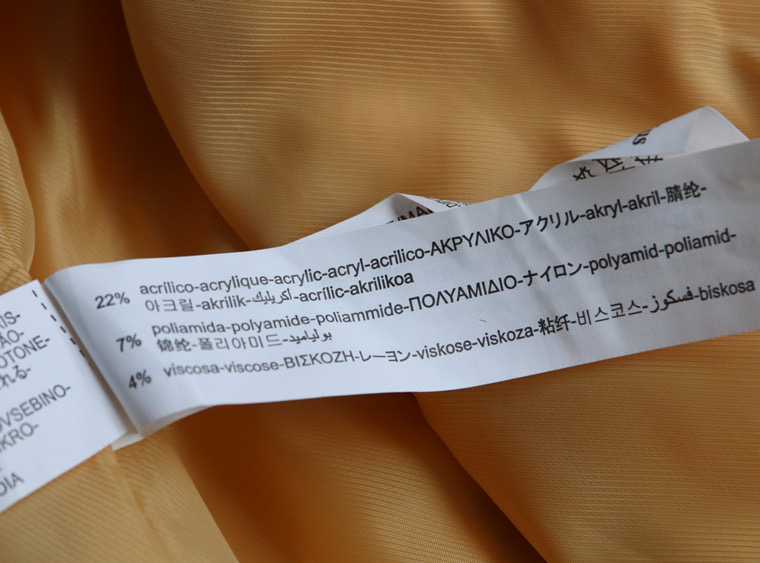 22% acrílico-acrylique-acrylic-acryl-acrilico-ΑΚΡΥΛΙΚΟ-アクリル-akryl-akril-腈纶-
아크릴-akrilik-أكريليك-acrílic-akrilikoa
7% poliamida-polyamide-poliammide-ΠΟΛΥΑΜΙΔΙΟ-ナイロン-polyamid-poliamid-
锦纶-폴리아미드-بولياميد
4% viscosa-viscose-ΒΙΣΚΟΖΗ-レーヨン-viskose-viskoza-粘纤-비스코스-فسكوز-biskosa